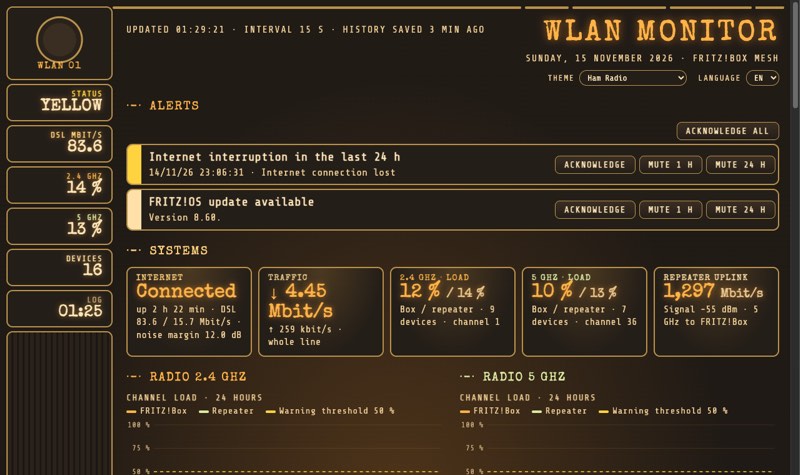 WLAN 01
STATUS
YELLOW
DSL MBIT/S
83.6
2.4 GHZ
14 %
5 GHZ
13 %
DEVICES
16
LOG
01:25
UPDATED 01:29:21 · INTERVAL 15 S · HISTORY SAVED 3 MIN AGO
WLAN MONITOR
SUNDAY, 15 NOVEMBER 2026 · FRITZ!BOX MESH
THEME Ham Radio LANGUAGE EN
ALERTS
ACKNOWLEDGE ALL
Internet interruption in the last 24 h
14/11/26 23:06:31 · Internet connection lost
ACKNOWLEDGE MUTE 1 H MUTE 24 H
FRITZ!OS update available
Version 8.60.
ACKNOWLEDGE MUTE 1 H MUTE 24 H
SYSTEMS
INTERNET
Connected
up 2 h 22 min · DSL
83.6 / 15.7 Mbit/s ·
noise margin 12.0 dB
TRAFFIC
↓ 4.45
Mbit/s
↑ 259 kbit/s ·
whole line
2.4 GHZ · LOAD
12 % / 14 %
Box / repeater · 9
devices · channel 1
5 GHZ · LOAD
10 % / 13 %
Box / repeater · 7
devices · channel 36
REPEATER UPLINK
1,297 Mbit/s
Signal −55 dBm · 5
GHz to FRITZ!Box
RADIO 2.4 GHZ
CHANNEL LOAD · 24 HOURS
FRITZ!Box Repeater Warning threshold 50 %
100 %
75 %
50 %
RADIO 5 GHZ
CHANNEL LOAD · 24 HOURS
FRITZ!Box Repeater Warning threshold 50 %
100 %
75 %
50 %